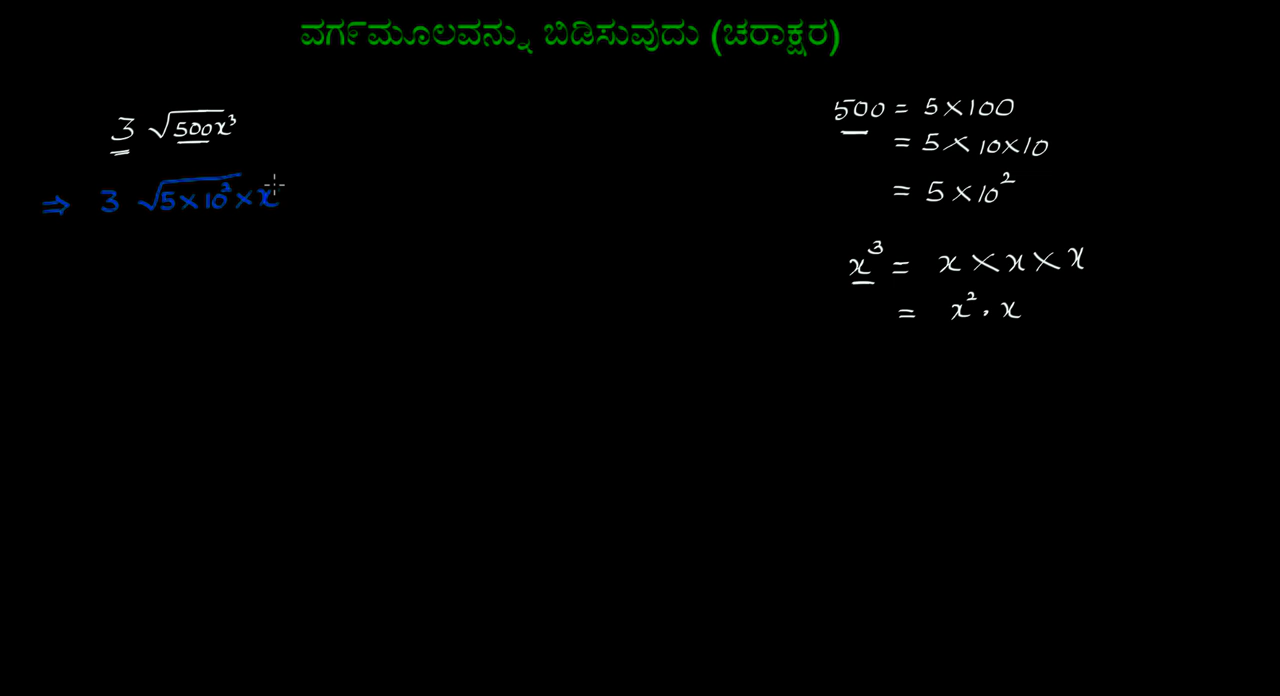 ವರ್ಗಮೂಲವನ್ನು ಬಿಡಿಸುವುದು (ಚರಾಕ್ಷರ)
3 √500x³
⇒ 3 √5×10² × x
500 = 5×100
= 5 × 10×10
= 5 × 10²
x³ = x × x × x
= x² . x